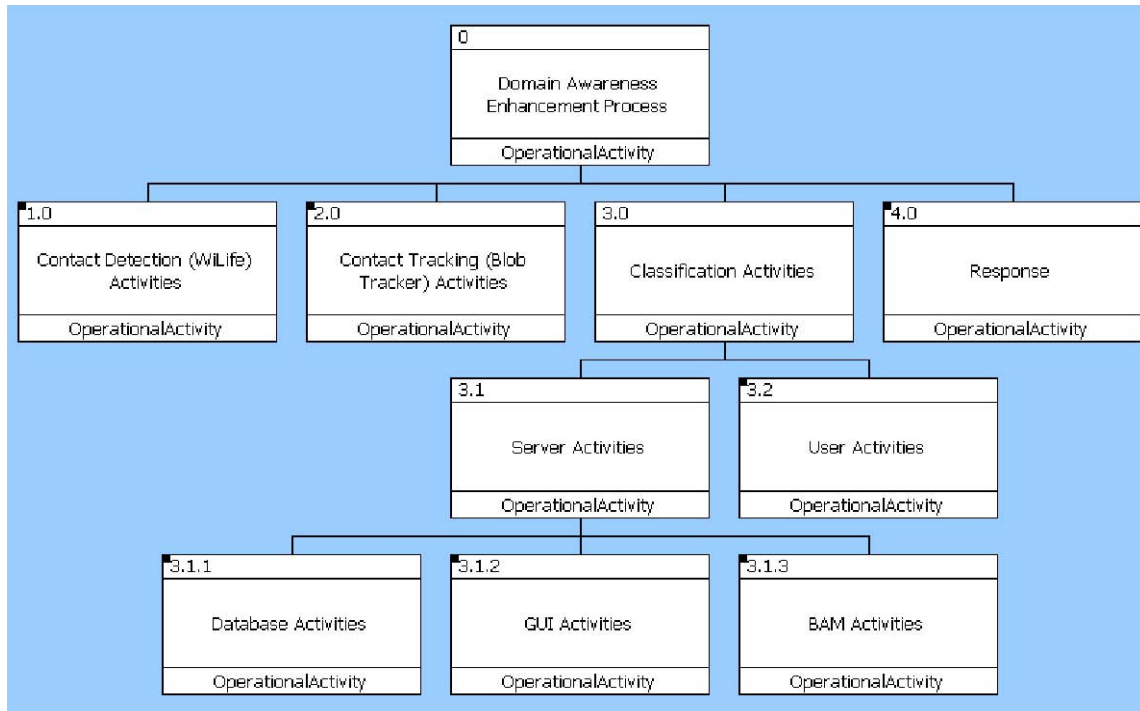 0
Domain Awareness
Enhancement Process
OperationalActivity
1.0
Contact Detection (WiLife)
Activities
OperationalActivity
2.0
Contact Tracking (Blob
Tracker) Activities
OperationalActivity
3.0
Classification Activities
OperationalActivity
4.0
Response
OperationalActivity
3.1
Server Activities
OperationalActivity
3.2
User Activities
OperationalActivity
3.1.1
Database Activities
OperationalActivity
3.1.2
GUI Activities
OperationalActivity
3.1.3
BAM Activities
OperationalActivity